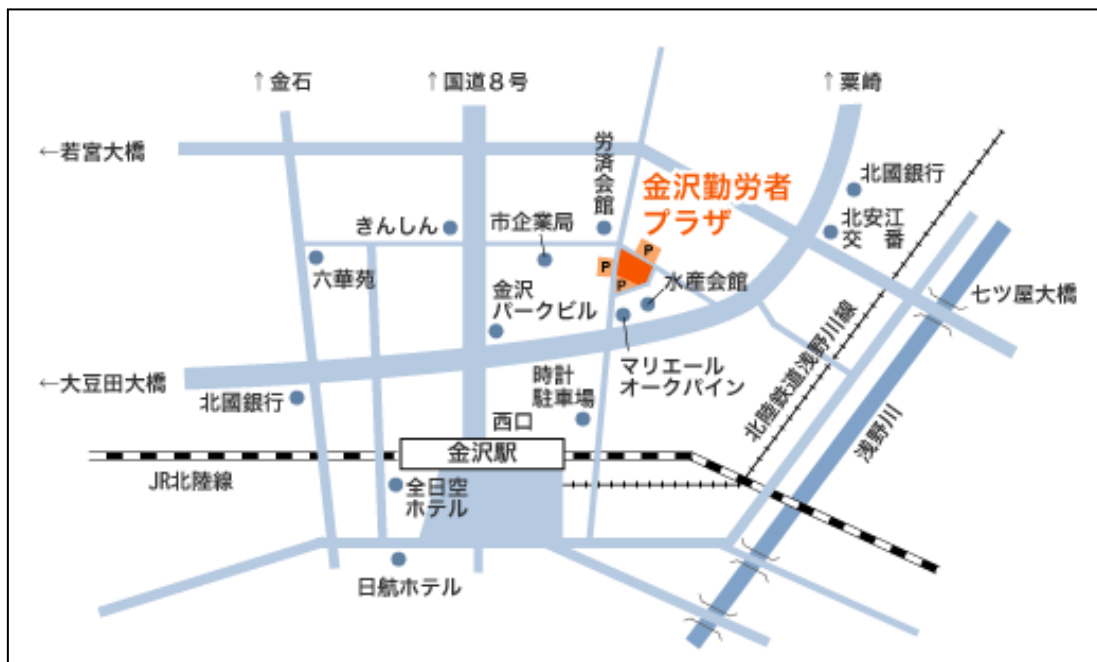 ↑金石
↑国道８号
↑粟崎
←若宮大橋
労済会館
金沢勤労者
プラザ
北國銀行
きんしん
市企業局
北安江
交番
P
P
P
六華苑
水産会館
金沢
パークビル
七ツ屋大橋
マリエール
オークパイン
北陸鉄道浅野川線
←大豆田大橋
時計
駐車場
北國銀行
西口
浅野川
金沢駅
JR北陸線
全日空
ホテル
日航ホテル